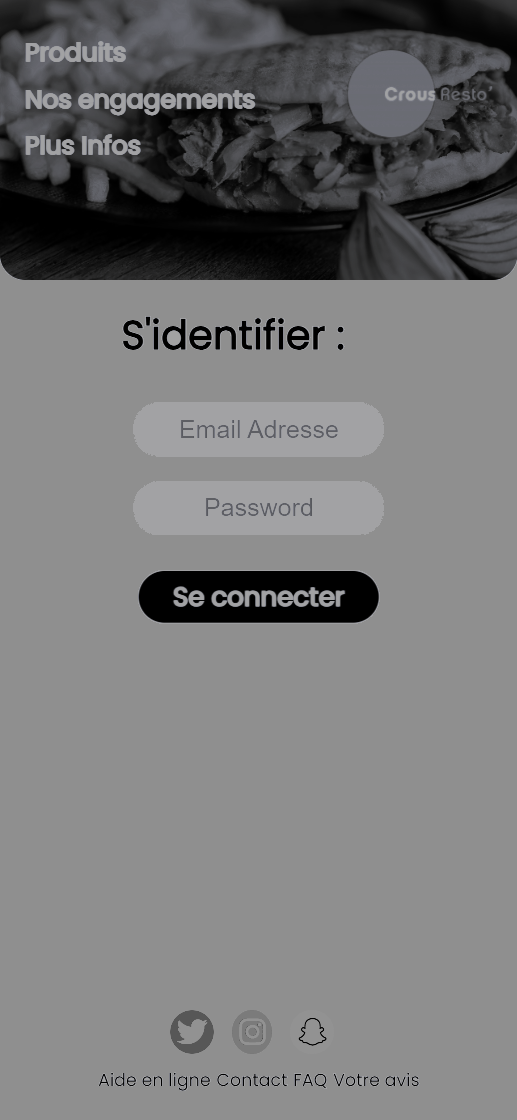 Produits
Nos engagements
Crous Resto'
Plus Infos
S'identifier :
Email Adresse
Password
Se connecter
Aide en ligne Contact FAQ Votre avis